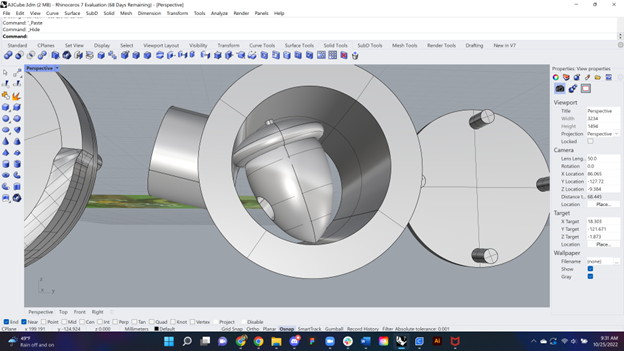 A3Cube.3dm (2 MB) - Rhinoceros 7 Evaluation (68 Days Remaining) - [Perspective]
File Edit View Curve Surface SubD Solid Mesh Dimension Transform Tools Analyze Render Panels Help
Command: '_Paste
Command: _Hide
Command:
Standard CPlanes Set View Display Select Viewport Layout Visibility Transform Curve Tools Surface Tools Solid Tools SubD Tools Mesh Tools Render Tools Drafting New in V7
Perspective
Properties: View properties
Viewport
Title Perspective
Width 3234
Height 1494
Projection Perspective
Locked
Camera
Lens Leng... 50.0
Rotation 0.0
X Location 86.065
Y Location -127.72
Z Location -9.384
Distance t... 68.445
Location Place...
Target
X Target 18.303
Y Target -121.671
Z Target -1.673
Location Place...
Wallpaper
Filename (none) ...
Show
Gray
Perspective Top Front Right
End Near Point Mid Cen Int Perp Tan Quad Knot Vertex Project Disable
CPlane x 199.191 y -124.924 z 0.000 Millimeters Default Grid Snap Ortho Planar Osnap SmartTrack Gumball Record History Filter Absolute tolerance: 0.001
49°F
Rain off and on
9:31 AM
10/25/2022